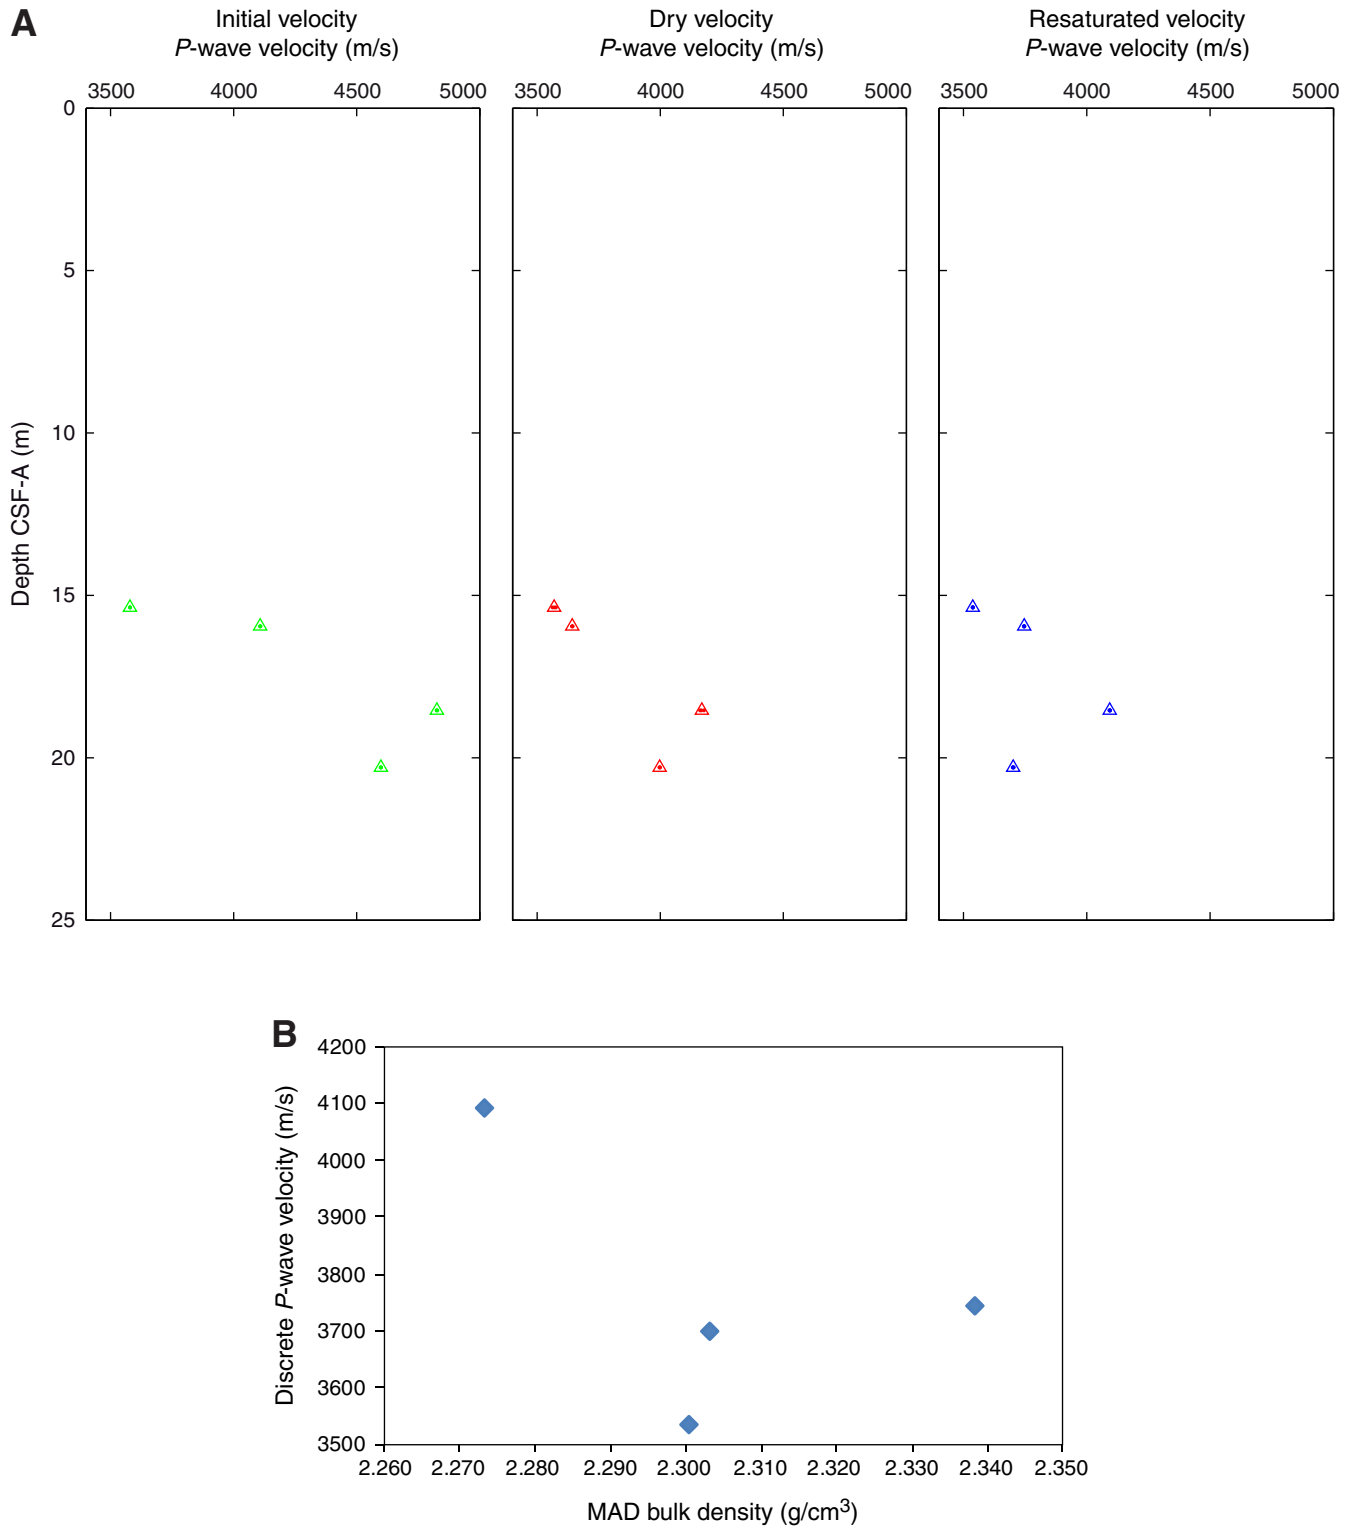 A
Initial velocity
P-wave velocity (m/s)
Dry velocity
P-wave velocity (m/s)
Resaturated velocity
P-wave velocity (m/s)
3500 4000 4500 5000
3500 4000 4500 5000
3500 4000 4500 5000
0
5
10
15
20
25
Depth CSF-A (m)
B
4200
4100
4000
3900
3800
3700
3600
3500
Discrete P-wave velocity (m/s)
2.260 2.270 2.280 2.290 2.300 2.310 2.320 2.330 2.340 2.350
MAD bulk density (g/cm³)